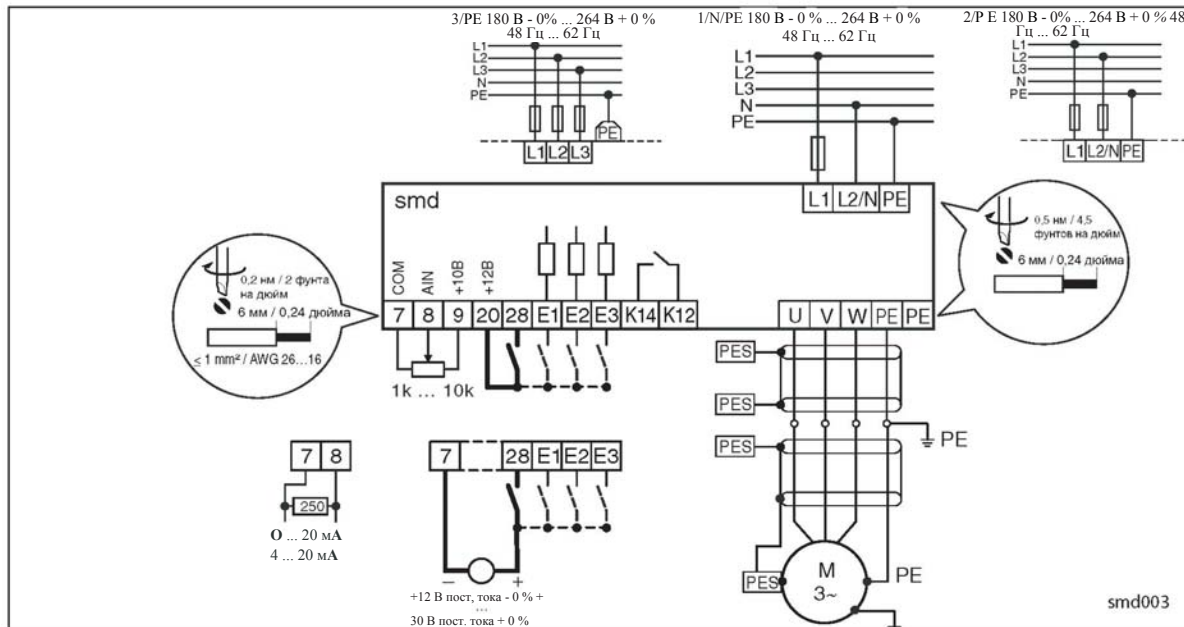 3/PE 180 В - 0% ... 264 В + 0 %
48 Гц ... 62 Гц
L1
L2
L3
N
PE
PE
L1 L2 L3
1/N/PE 180 В - 0% ... 264 В + 0 %
48 Гц ... 62 Гц
L1
L2
L3
N
PE
2/P E 180 В - 0% ... 264 В + 0 % 48
Гц ... 62 Гц
L1
L2
L3
N
PE
L1 L2/N PE
smd
L1 L2/N PE
0,2 нм / 2 фунта
на дюйм
6 мм / 0,24 дюйма
≤ 1 mm² / AWG 26...16
0,5 нм / 4,5
фунтов на дюйм
6 мм / 0,24 дюйма
COM
AIN
+10В
+12В
7 8 9 20 28 E1 E2 E3 K14 K12
U V W PE PE
1k ... 10k
PES
PES
PES
PE
7 8
250
О ... 20 мА
4 ... 20 мА
7 28 E1 E2 E3
– +
+12 В пост, тока - 0 % +
...
30 В пост. тока + 0 %
PES
M
3~
PE
smd003